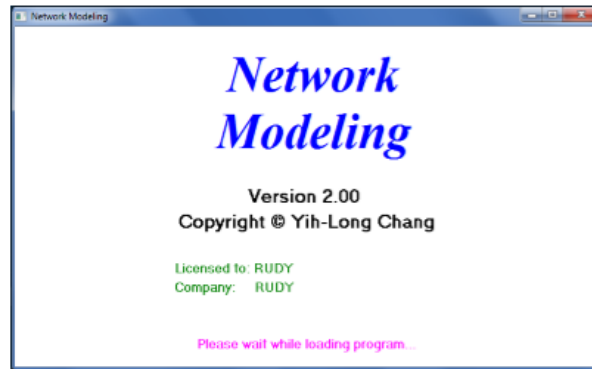 Network Modeling
Network
Modeling
Version 2.00
Copyright © Yih-Long Chang
Licensed to: RUDY
Company: RUDY
Please wait while loading program...